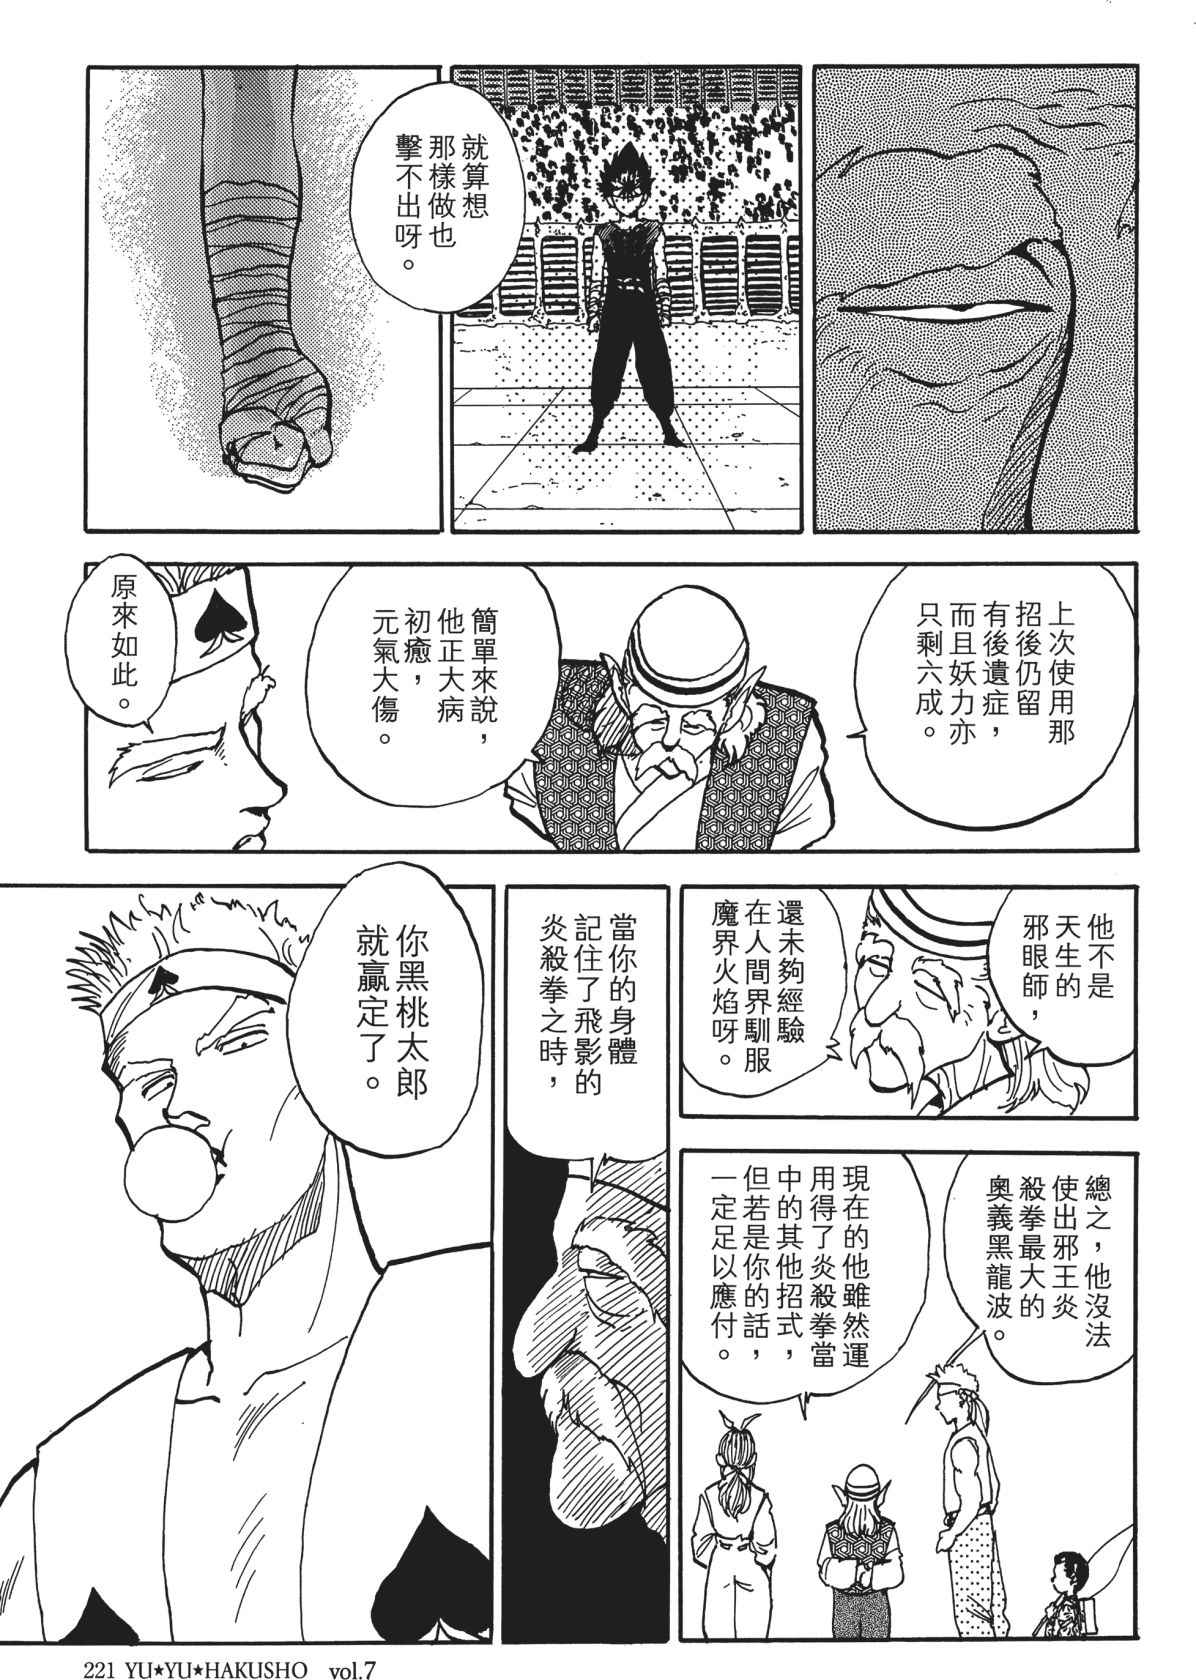 就算想
那樣做也
擊不出呀。
上次使用那
招後仍留
有後遺症，
而且妖力亦
只剩六成。
簡單來說，
他正大病
初癒，
元氣大傷。
原來如此。
他不是
天生的
邪眼師，
還未夠經驗
在人間界馴服
魔界火焰呀。
總之，他沒法
使出邪王炎
殺拳最大的
奧義黑龍波。
現在的他雖然運
用得了炎殺拳當
中的其他招式，
但若是你的話，
一定足以應付。
當你的身體
記住了飛影的
炎殺拳之時，
你黑桃太郎
就贏定了。
221 YU★YU★HAKUSHO vol.7